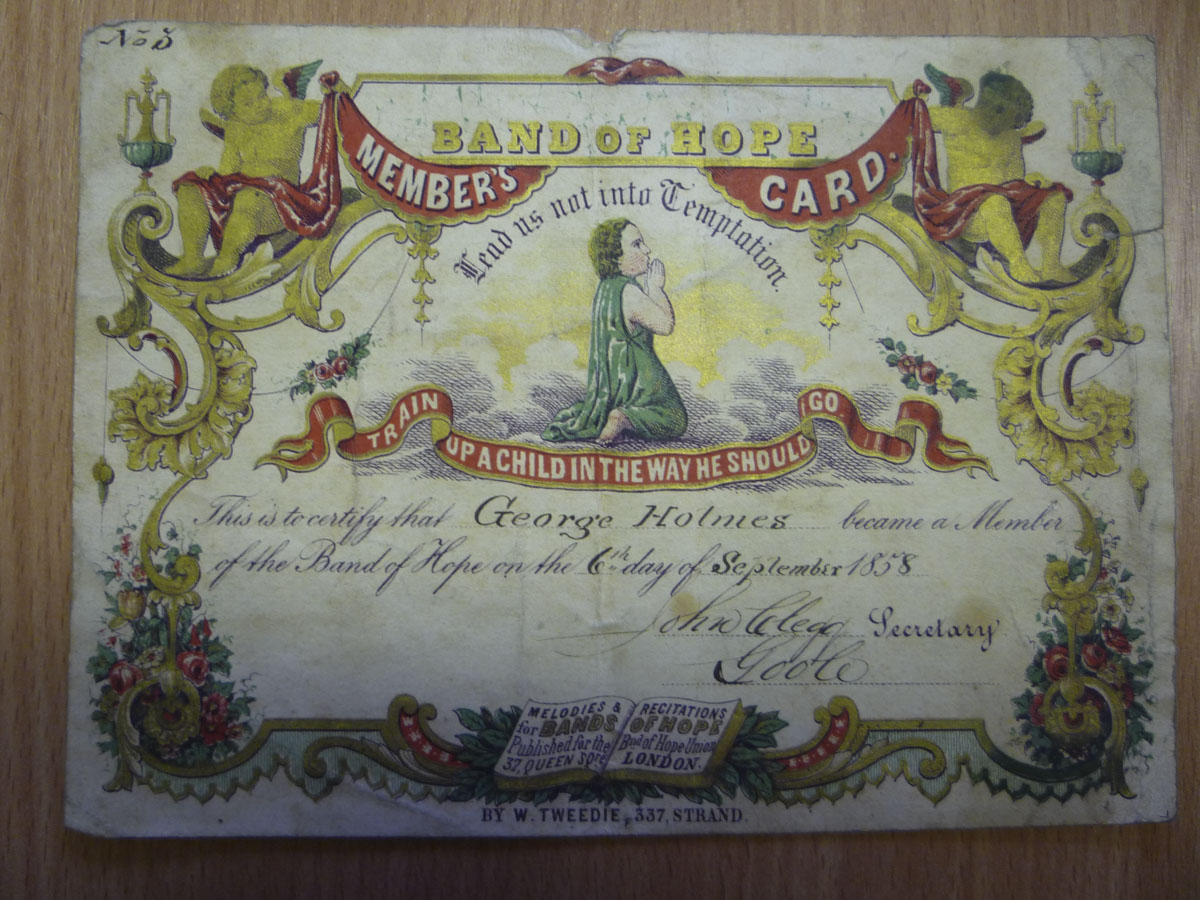 No 5
BAND OF HOPE
MEMBER'S CARD.
Lead us not into Temptation.
TRAIN UP A CHILD IN THE WAY HE SHOULD GO
This is to certify that George Holmes became a Member
of the Band of Hope on the 6th day of September 1858
John Clegg Secretary
Goole
MELODIES & RECITATIONS
for BANDS OF HOPE
Published for the Band of Hope Union
37, QUEEN LONDON.
BY W. TWEEDIE, 337, STRAND.